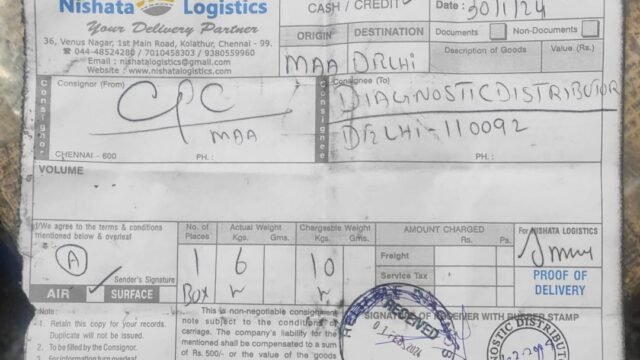 Nishata Logistics
Your Delivery Partner
36, Venus Nagar, 1st Main Road, Kolathur, Chennai - 99.
044-48524280 / 7010458303 / 9380559960
Email : nishatalogistics@gmail.com
Website : www.nishatalogistics.com
CASH / CREDIT
Date : 30/1/24
ORIGIN DESTINATION
MAA DELHI
Documents Non-Documents
Description of Goods Value (Rs.)
Consignor
Consignor (From)
CPC
MAA
CHENNAI - 600 PH. :
Consignee
Consignee (To)
DIAGNOSTIC DISTRIBUTOR
DELHI-110092
PH. :
VOLUME
I/We agree to the terms & conditions
mentioned below & overleaf
A
Sender's Signature
AIR SURFACE
No. of Places
1
BOX
Actual Weight
Kgs. Gms.
6
Chargeable Weight
Kgs. Gms.
10
AMOUNT CHARGED
Rs. Ps.
Freight
Service Tax
For NISHATA LOGISTICS
PROOF OF
DELIVERY
Note :
1. Retain this copy for your records.
Duplicate will not be issued.
2. To be filled by the Consignor.
3. For information turn overleaf
This is non-negotiable consignment
note subject to the conditions of
carriage. The company's liability for the
mentioned shall be compensated to a sum
of Rs. 500/- or the value of the goods
SIGNATURE OF RECEIVER WITH RUBBER STAMP
RECEIVED